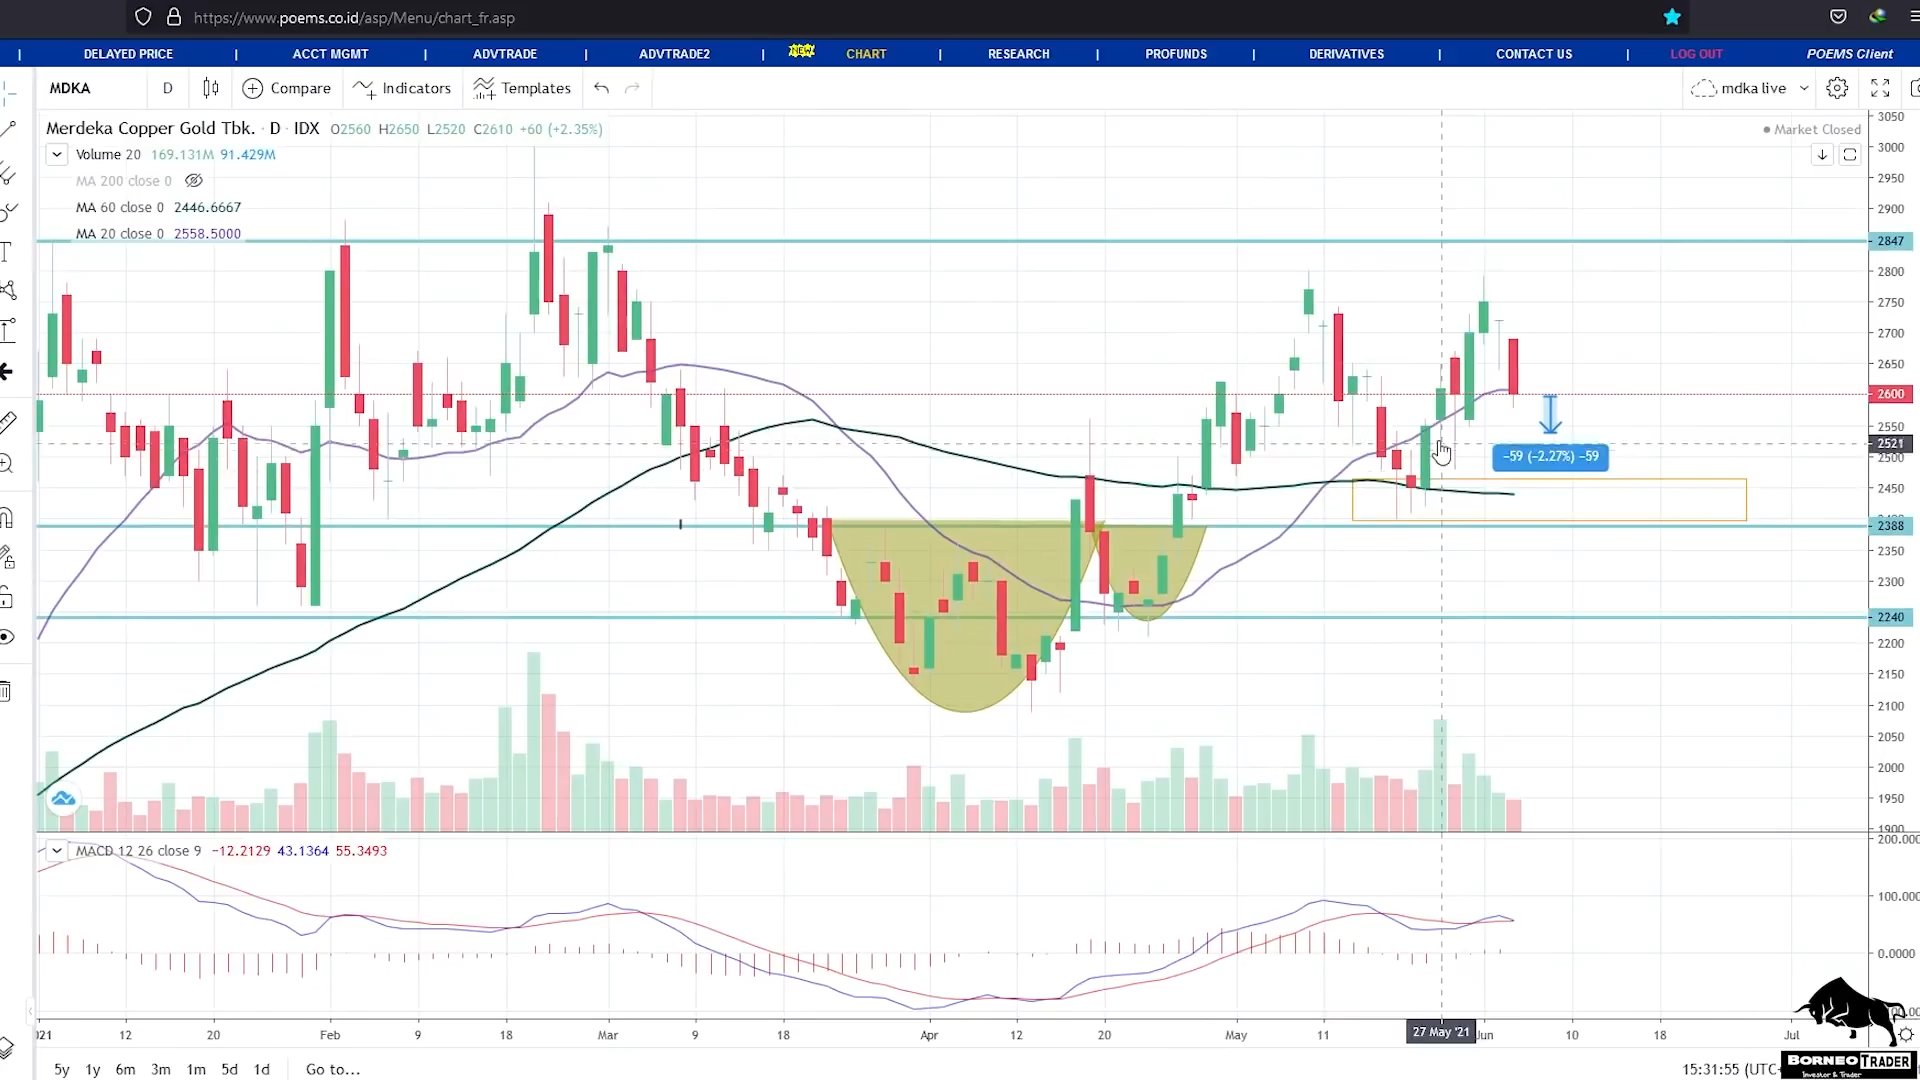 https://www.poems.co.id/asp/Menu/chart_fr.asp
| DELAYED PRICE | ACCT MGMT | ADVTRADE | ADVTRADE2 | NEW CHART | RESEARCH | PROFUNDS | DERIVATIVES | CONTACT US | LOG OUT POEMS Client
MDKA D Compare Indicators Templates mdka live
Merdeka Copper Gold Tbk. · D · IDX O2560 H2650 L2520 C2610 +60 (+2.35%)
Market Closed
Volume 20 169.131M 91.429M
MA 200 close 0
MA 60 close 0 2446.6667
MA 20 close 0 2558.5000
3050
3000
2950
2900
2847
2800
2750
2700
2650
2600
2550
2521
2500
2450
2388
2350
2300
2240
2200
2150
2100
2050
2000
1950
1900
−59 (−2.27%) −59
MACD 12 26 close 9 −12.2129 43.1364 55.3493
200.000
100.000
0.0000
021 12 20 Feb 9 18 Mar 9 18 Apr 12 20 May 11 27 May '21 Jun 10 18 Jul
5y 1y 6m 3m 1m 5d 1d Go to...
15:31:55 (UTC+
BORNEO TRADER
Investor & Trader